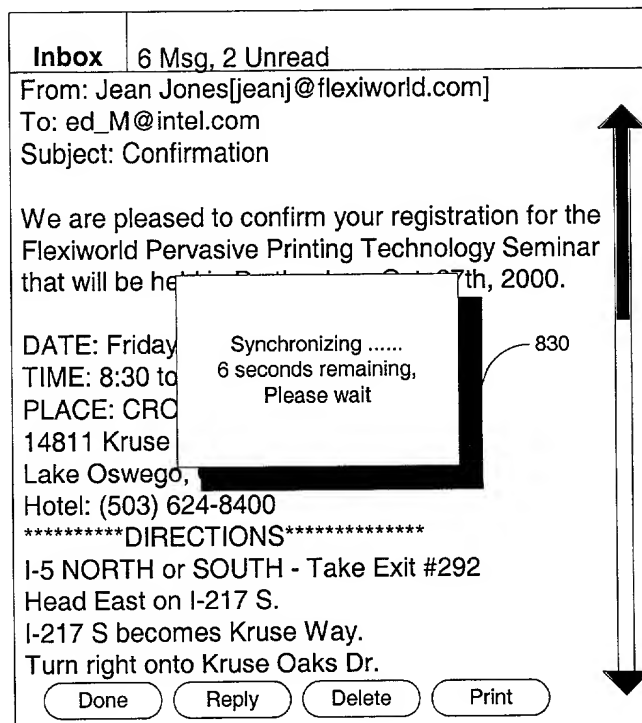 Inbox 6 Msg, 2 Unread
From: Jean Jones[jeanj@flexiworld.com]
To: ed_M@intel.com
Subject: Confirmation
We are pleased to confirm your registration for the
Flexiworld Pervasive Printing Technology Seminar
that will be 7th, 2000.
DATE: Friday
TIME: 8:30 to
PLACE:
14811 Kruse
Lake Oswego,
Hotel: (503) 624-8400
Synchronizing ......
6 seconds remaining,
Please wait
830
**********DIRECTIONS**************
I-5 NORTH or SOUTH - Take Exit #292
Head East on I-217 S.
I-217 S becomes Kruse Way.
Turn right onto Kruse Oaks Dr.
Done Reply Delete Print